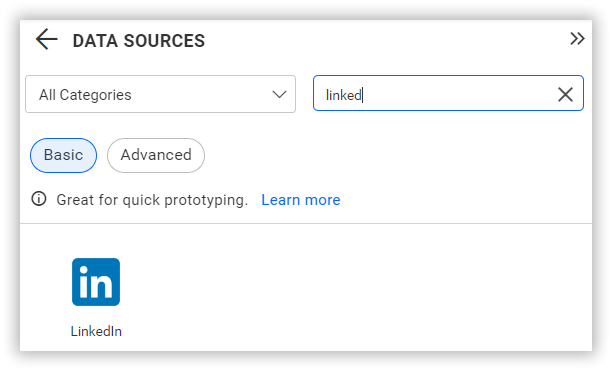 DATA SOURCES
All Categories
linked
Basic
Advanced
Great for quick prototyping. Learn more
in
LinkedIn